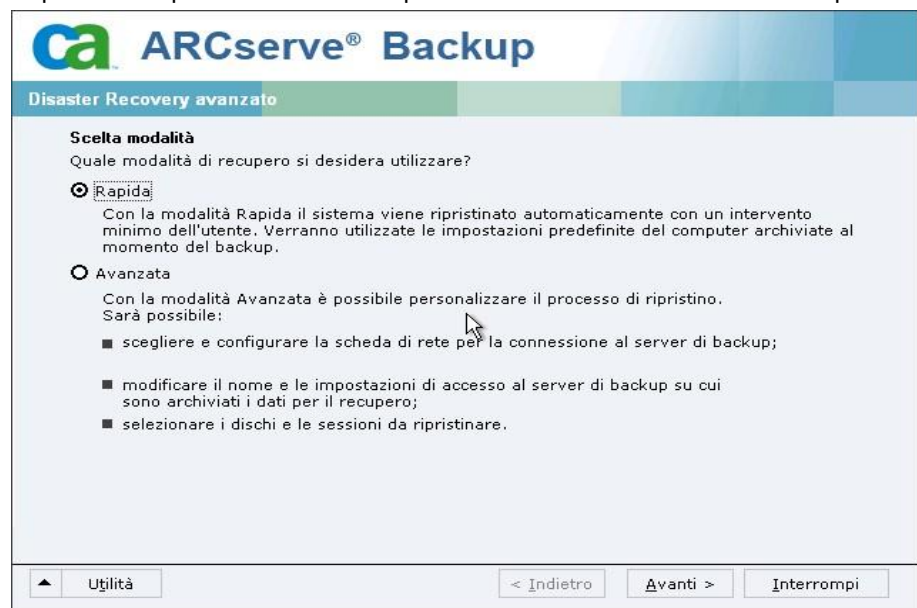 ca ARCserve® Backup
Disaster Recovery avanzato
Scelta modalità
Quale modalità di recupero si desidera utilizzare?
Rapida
Con la modalità Rapida il sistema viene ripristinato automaticamente con un intervento
minimo dell'utente. Verranno utilizzate le impostazioni predefinite del computer archiviate al
momento del backup.
Avanzata
Con la modalità Avanzata è possibile personalizzare il processo di ripristino.
Sarà possibile:
scegliere e configurare la scheda di rete per la connessione al server di backup;
modificare il nome e le impostazioni di accesso al server di backup su cui
sono archiviati i dati per il recupero;
selezionare i dischi e le sessioni da ripristinare.
Utilità
< Indietro
Avanti >
Interrompi